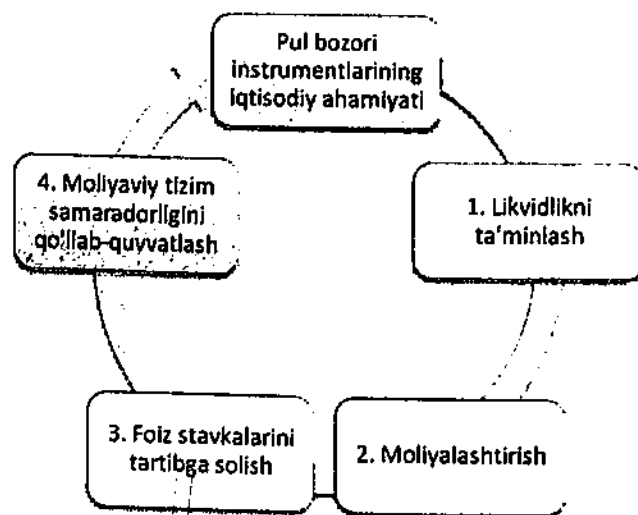 Pul bozori
instrumentlarining
iqtisodiy ahamiyati
1. Likvidlikni
ta'minlash
2. Moliyalashtirish
3. Foiz stavkalarini
tartibga solish
4. Moliyaviy tizim
samaradorligini
qo'llab-quvvatlash